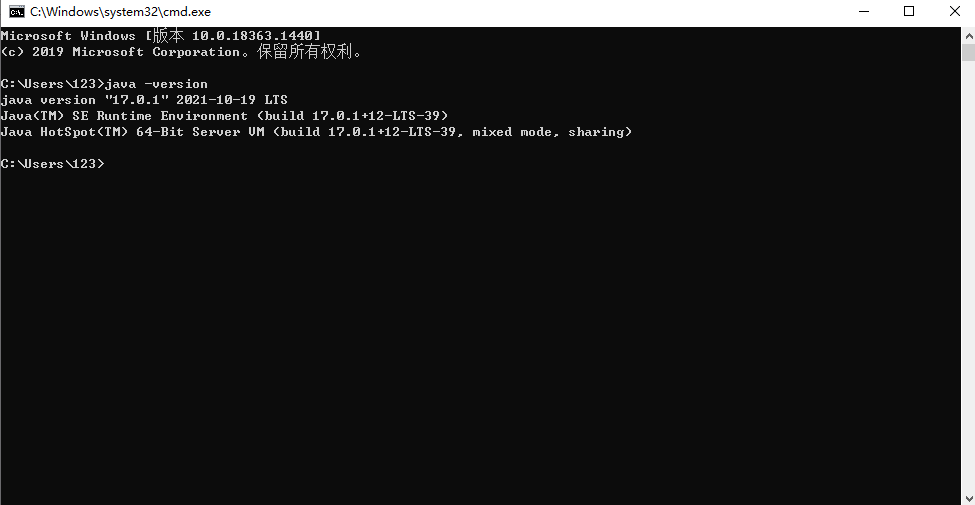 C:\Windows\system32\cmd.exe
Microsoft Windows [版本 10.0.18363.1440]
(c) 2019 Microsoft Corporation。保留所有权利。
C:\Users\123>java -version
java version "17.0.1" 2021-10-19 LTS
Java(TM) SE Runtime Environment (build 17.0.1+12-LTS-39)
Java HotSpot(TM) 64-Bit Server VM (build 17.0.1+12-LTS-39, mixed mode, sharing)
C:\Users\123>